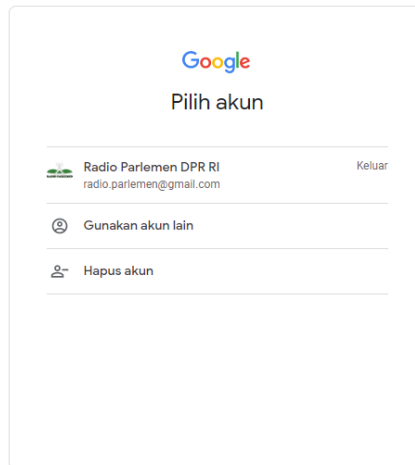 Google
Pilih akun
Radio Parlemen DPR RI
Keluar
radio.parlemen@gmail.com
Gunakan akun lain
Hapus akun